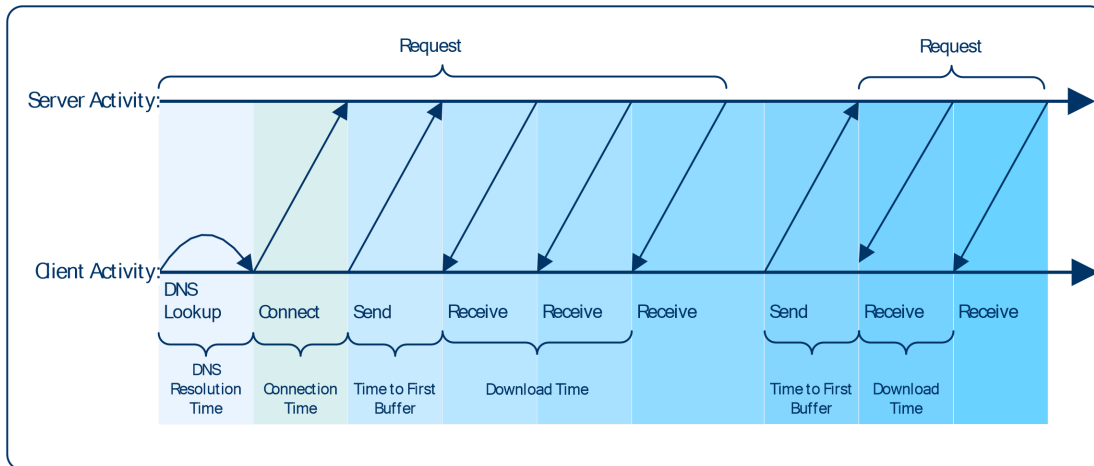 Request
Request
Server Activity:
Client Activity:
DNS
Lookup
Connect
Send
Receive
Receive
Receive
Send
Receive
Receive
DNS
Resolution
Time
Connection
Time
Time to First
Buffer
Download Time
Time to First
Buffer
Download
Time